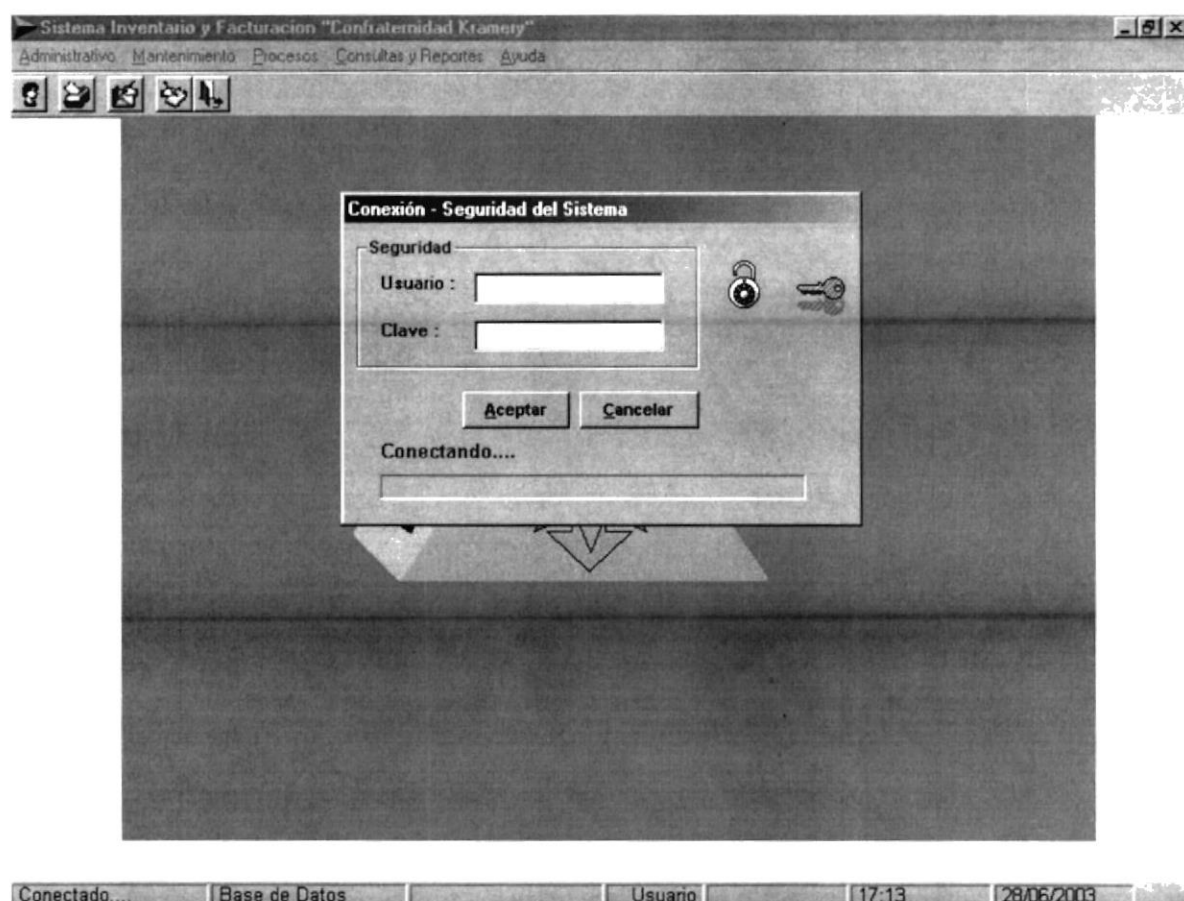 Sistema Inventario y Facturacion "Confraternidad Kramery"
Administrativo Mantenimiento Procesos Consultas y Reportes Ayuda
Conexión - Seguridad del Sistema
Seguridad
Usuario :
Clave :
Aceptar Cancelar
Conectando....
Conectado.... Base de Datos Usuario 17:13 28/06/2003